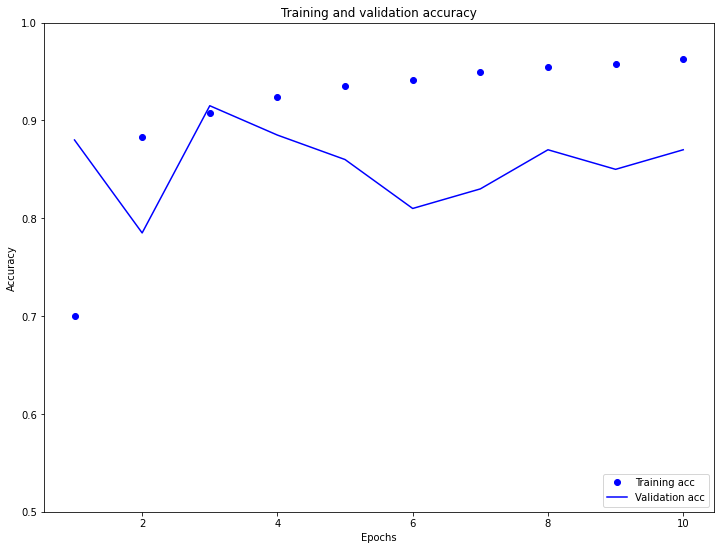 Training and validation accuracy
1.0
0.9
0.8
0.7
0.6
0.5
Accuracy
Training acc
Validation acc
2 4 6 8 10
Epochs